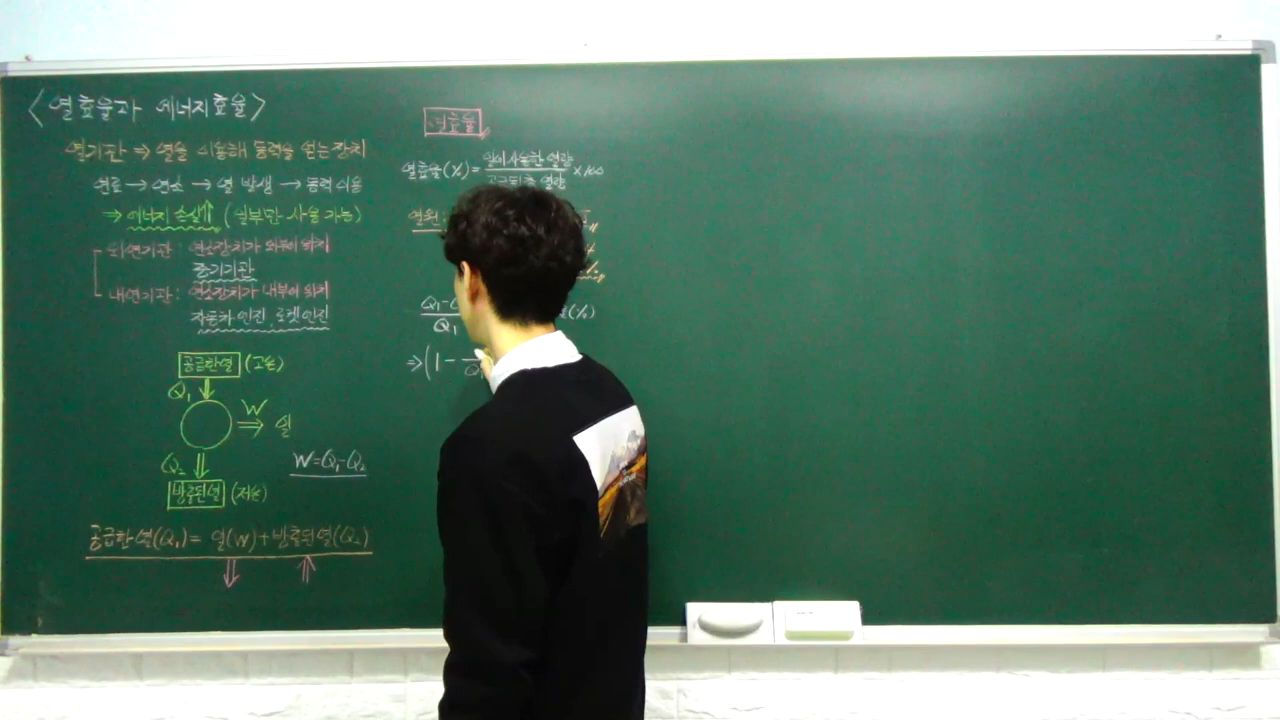 <열효율과 에너지효율>
열기관 ⇒ 열을 이용해 동력을 얻는 장치
연료 → 연소 → 열 발생 → 동력 이용
⇒ 에너지 손실↑ (일부만 사용 가능)
외연기관 : 연소장치가 외부에 위치
증기기관
내연기관 : 연소장치가 내부에 위치
자동차 엔진, 로켓 엔진
공급한 열 (고온)
Q₁
W
⇒ 일
Q₂
W=Q₁-Q₂
방출된 열 (저온)
공급한 열(Q₁) = 일(W)+방출된 열(Q₂)
열효율
열효율(%) = 일에 사용한 열량 / 공급된 총 열량 ×100
열원:
Q₁-
Q₁
(%)
⇒(1-